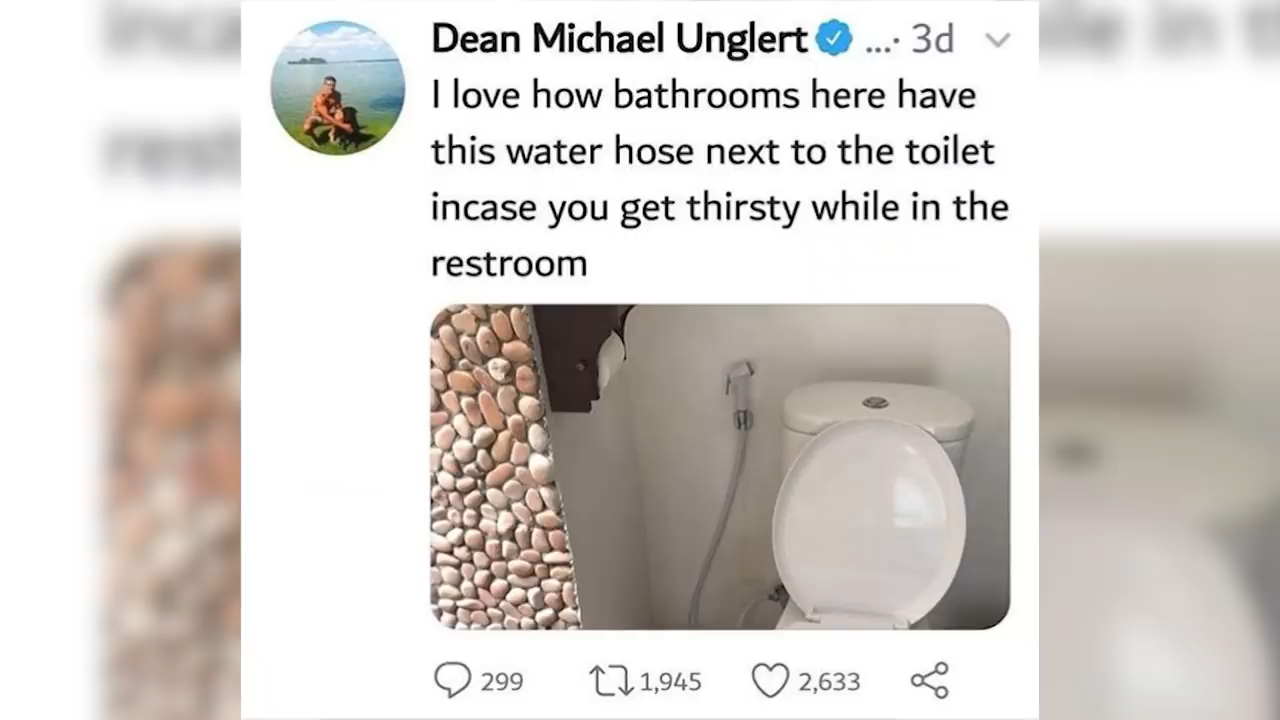 Dean Michael Unglert ...· 3d
I love how bathrooms here have
this water hose next to the toilet
incase you get thirsty while in the
restroom
299 1,945 2,633